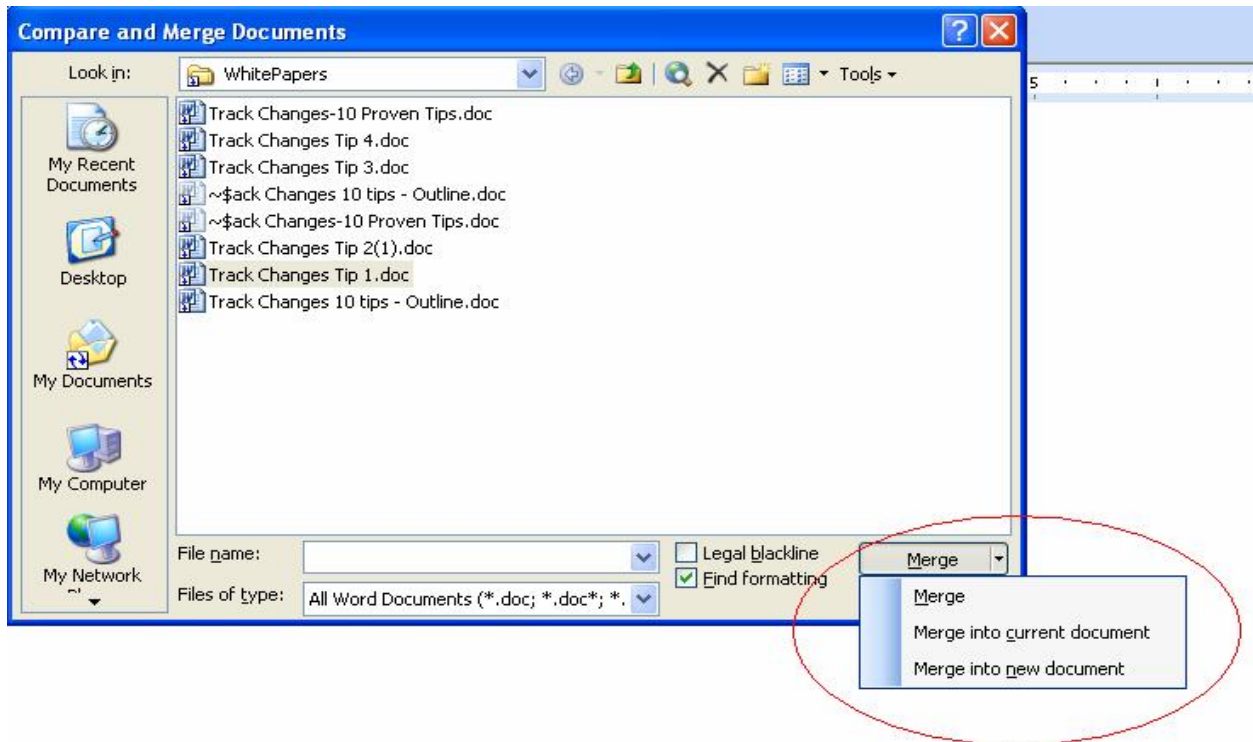 Compare and Merge Documents
Look in:
WhitePapers
Tools
5
My Recent
Documents
Desktop
My Documents
My Computer
My Network
Track Changes-10 Proven Tips.doc
Track Changes Tip 4.doc
Track Changes Tip 3.doc
~$ack Changes 10 tips - Outline.doc
~$ack Changes-10 Proven Tips.doc
Track Changes Tip 2(1).doc
Track Changes Tip 1.doc
Track Changes 10 tips - Outline.doc
File name:
Legal blackline
Merge
Files of type:
All Word Documents (*.doc; *.doc*; *.
Find formatting
Merge
Merge into current document
Merge into new document